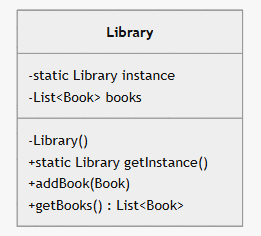 Library
-static Library instance
-List<Book> books
-Library()
+static Library getInstance()
+addBook(Book)
+getBooks() : List<Book>